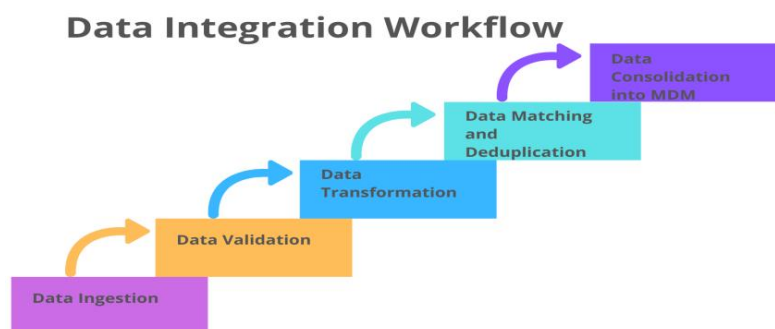 Data Integration Workflow
Data
Consolidation
into MDM
Data Matching
and
Deduplication
Data
Transformation
Data Validation
Data Ingestion